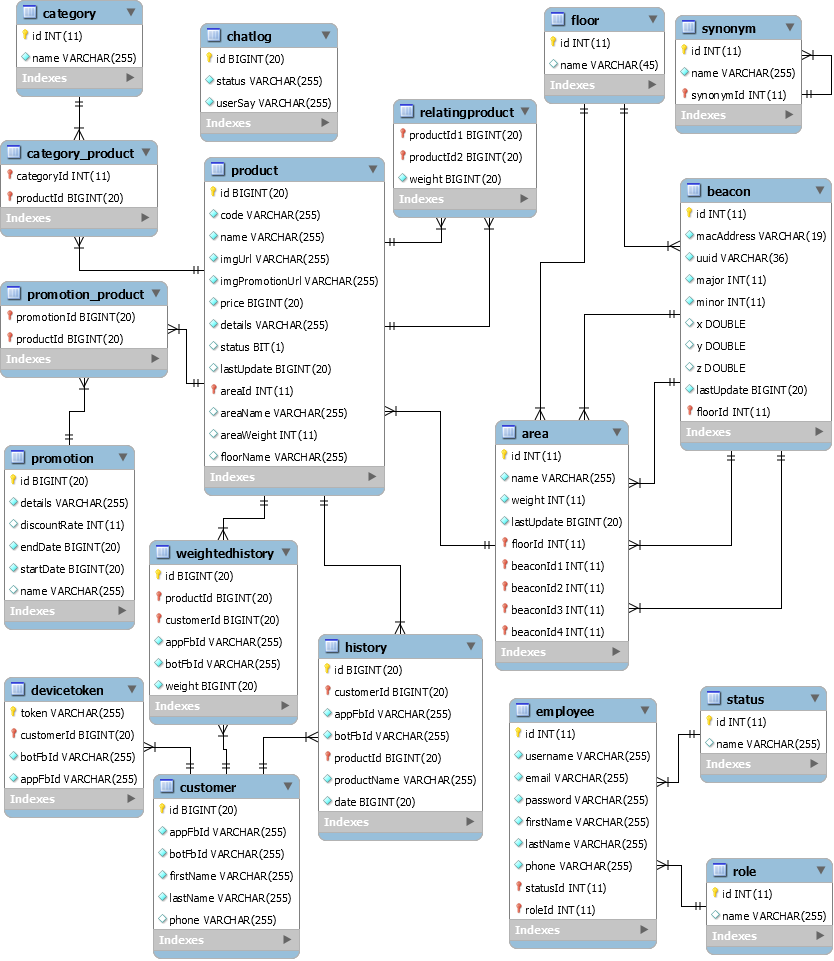 category
id INT(11)
name VARCHAR(255)
Indexes
chatlog
id BIGINT(20)
status VARCHAR(255)
userSay VARCHAR(255)
Indexes
floor
id INT(11)
name VARCHAR(45)
Indexes
synonym
id INT(11)
name VARCHAR(255)
synonymId INT(11)
Indexes
relatingproduct
productId1 BIGINT(20)
productId2 BIGINT(20)
weight BIGINT(20)
Indexes
category_product
categoryId INT(11)
productId BIGINT(20)
Indexes
product
id BIGINT(20)
code VARCHAR(255)
name VARCHAR(255)
imgUrl VARCHAR(255)
imgPromotionUrl VARCHAR(255)
price BIGINT(20)
details VARCHAR(255)
status BIT(1)
lastUpdate BIGINT(20)
areaId INT(11)
areaName VARCHAR(255)
areaWeight INT(11)
floorName VARCHAR(255)
Indexes
beacon
id INT(11)
macAddress VARCHAR(19)
uuid VARCHAR(36)
major INT(11)
minor INT(11)
x DOUBLE
y DOUBLE
z DOUBLE
lastUpdate BIGINT(20)
floorId INT(11)
Indexes
promotion_product
promotionId BIGINT(20)
productId BIGINT(20)
Indexes
promotion
id BIGINT(20)
details VARCHAR(255)
discountRate INT(11)
endDate BIGINT(20)
startDate BIGINT(20)
name VARCHAR(255)
Indexes
area
id INT(11)
name VARCHAR(255)
weight INT(11)
lastUpdate BIGINT(20)
floorId INT(11)
beaconId1 INT(11)
beaconId2 INT(11)
beaconId3 INT(11)
beaconId4 INT(11)
Indexes
weightedhistory
id BIGINT(20)
productId BIGINT(20)
customerId BIGINT(20)
appFbId VARCHAR(255)
botFbId VARCHAR(255)
weight BIGINT(20)
Indexes
history
id BIGINT(20)
customerId BIGINT(20)
appFbId VARCHAR(255)
botFbId VARCHAR(255)
productId BIGINT(20)
productName VARCHAR(255)
date BIGINT(20)
Indexes
devicetoken
token VARCHAR(255)
customerId BIGINT(20)
botFbId VARCHAR(255)
appFbId VARCHAR(255)
Indexes
customer
id BIGINT(20)
appFbId VARCHAR(255)
botFbId VARCHAR(255)
firstName VARCHAR(255)
lastName VARCHAR(255)
phone VARCHAR(255)
Indexes
employee
id INT(11)
username VARCHAR(255)
email VARCHAR(255)
password VARCHAR(255)
firstName VARCHAR(255)
lastName VARCHAR(255)
phone VARCHAR(255)
statusId INT(11)
roleId INT(11)
Indexes
status
id INT(11)
name VARCHAR(255)
Indexes
role
id INT(11)
name VARCHAR(255)
Indexes